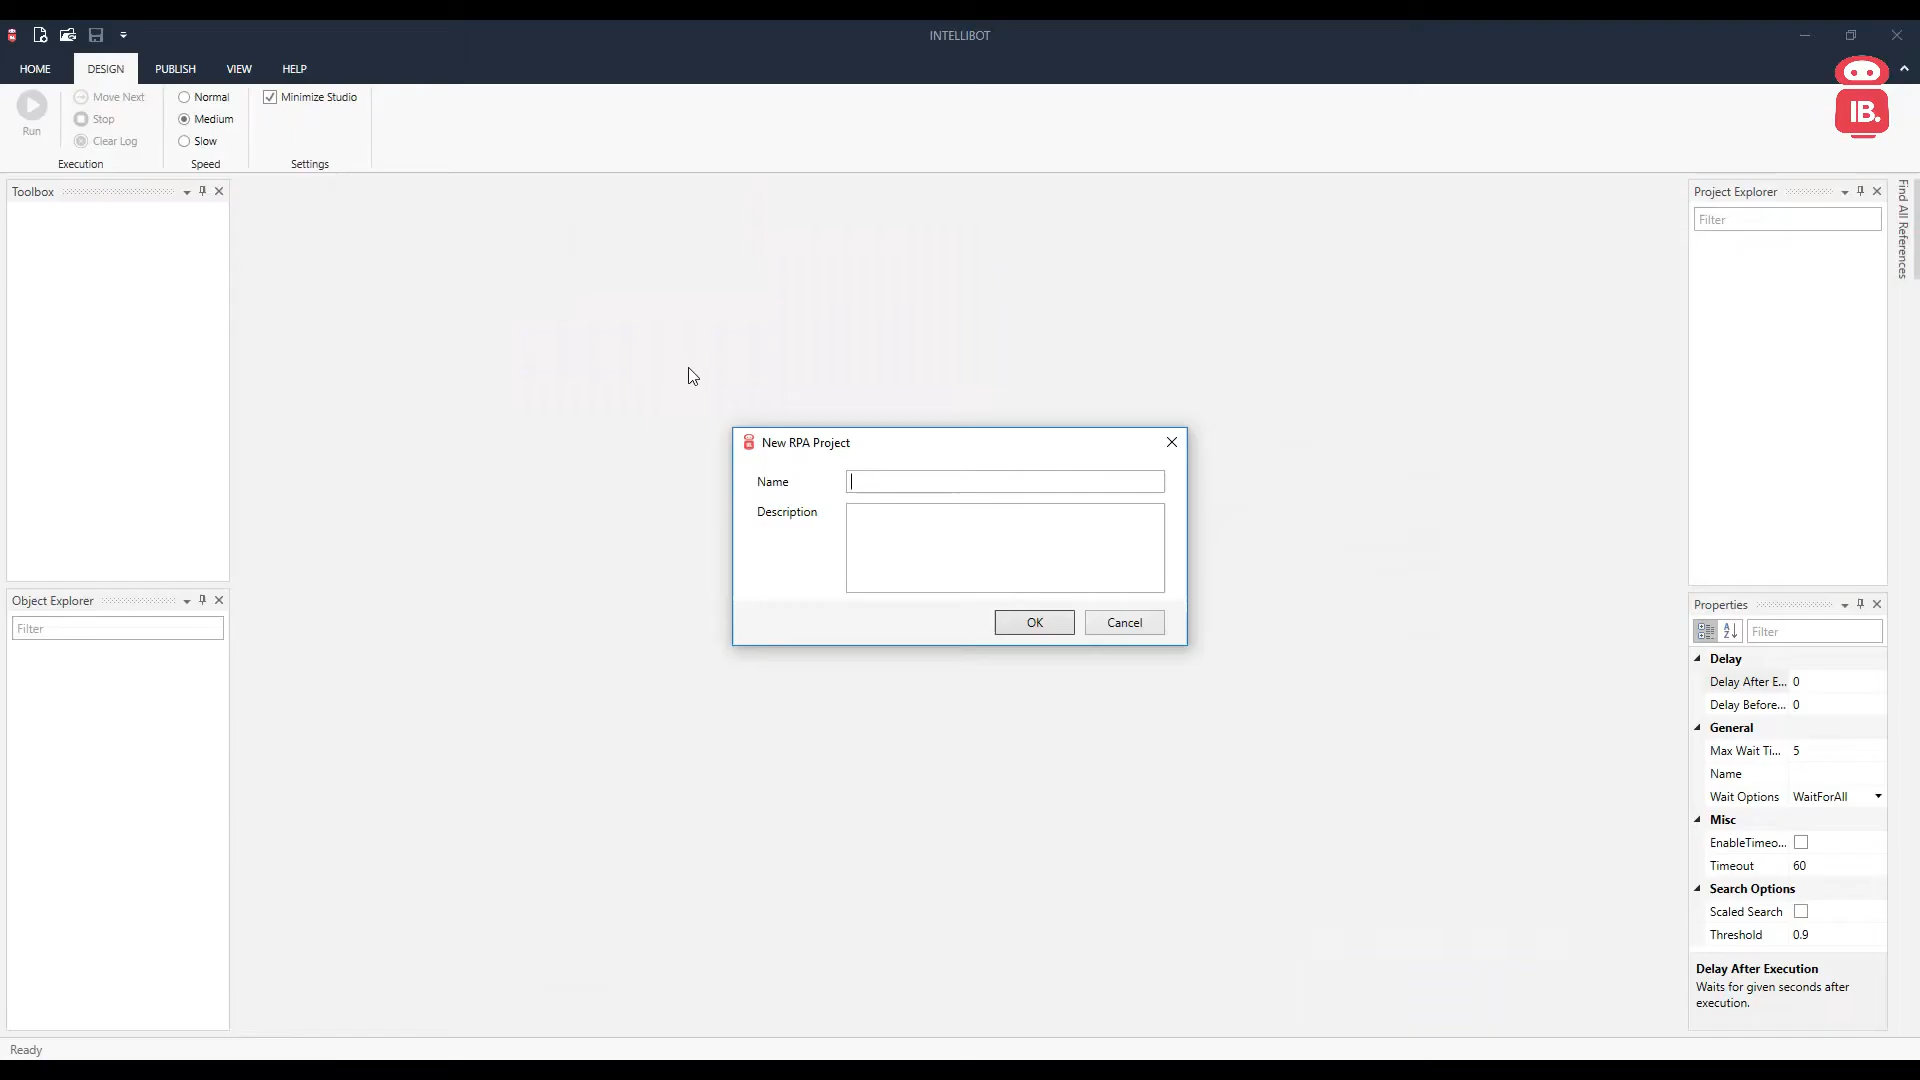 INTELLIBOT
HOME
DESIGN
PUBLISH
VIEW
HELP
Run
Move Next
Stop
Clear Log
Execution
Normal
Medium
Slow
Speed
Minimize Studio
Settings
IB.
Toolbox
Object Explorer
Filter
New RPA Project
Name
Description
OK
Cancel
Project Explorer
Filter
Find All References
Properties
A
Z
Filter
Delay
Delay After E... 0
Delay Before... 0
General
Max Wait Ti... 5
Name
Wait Options WaitForAll
Misc
EnableTimeo...
Timeout 60
Search Options
Scaled Search
Threshold 0.9
Delay After Execution
Waits for given seconds after
execution.
Ready